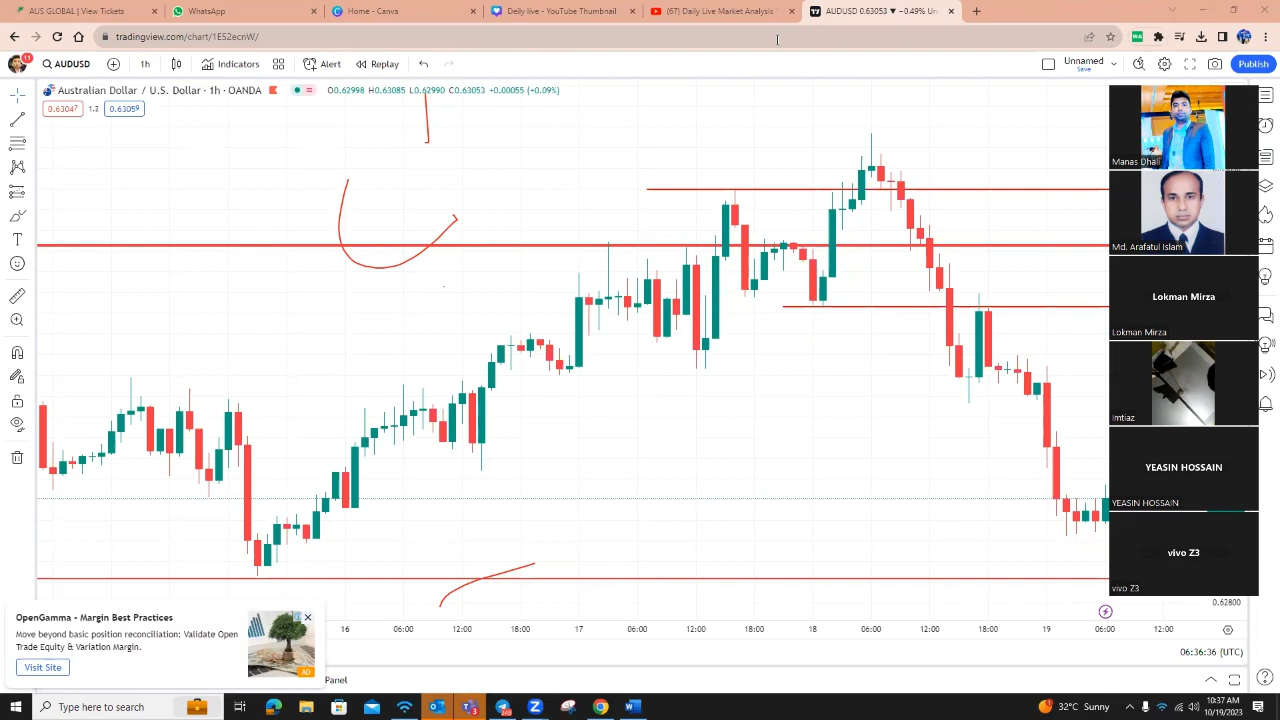 AUS GLOBAL | View Tickets
WhatsApp
Home - Canva
Deily live - YouTube Thumbnail
(67) Daily Live Market Analysis
AUDUSD 0.63053 −0.49% Un
tradingview.com/chart/1E52ecnW/
11
AUDUSD
1h
Indicators
Alert
Replay
Unnamed
Save
Publish
Australian Dollar / U.S. Dollar · 1h · OANDA
O0.62998 H0.63085 L0.62990 C0.63053 +0.00055 (+0.09%)
0.63047
1.2
0.63059
Manas Dhali
Md. Arafatul Islam
Lokman Mirza
Lokman Mirza
Imtiaz
YEASIN HOSSAIN
YEASIN HOSSAIN
vivo Z3
vivo Z3
0.62800
OpenGamma - Margin Best Practices
Move beyond basic position reconciliation: Validate Open
Trade Equity & Variation Margin.
Visit Site
AD
16 06:00 12:00 18:00 17 06:00 12:00 18:00 18 06:00 12:00 18:00 19 06:00 12:00
06:36:36 (UTC)
Panel
Type here to search
3
32°C Sunny
10:37 AM
10/19/2023